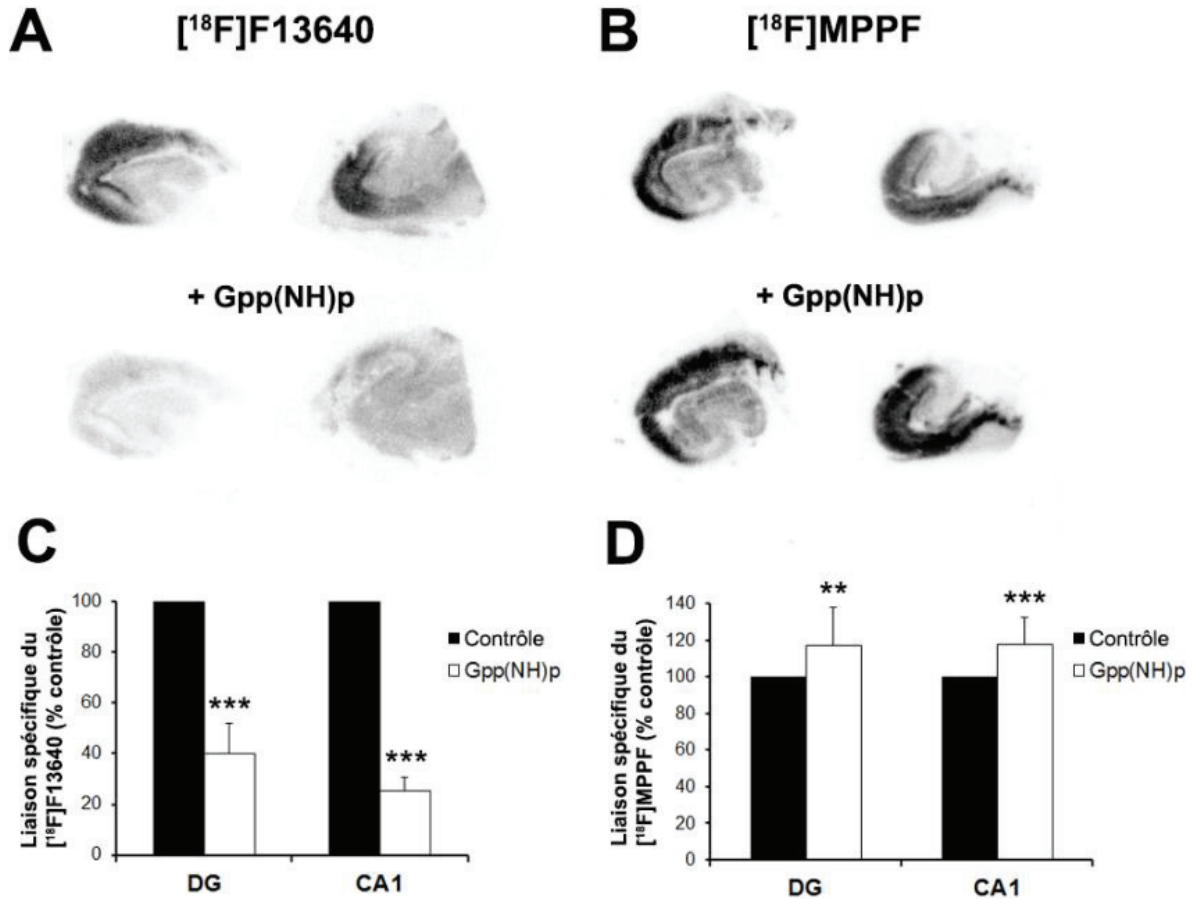 A
[¹⁸F]F13640
B
[¹⁸F]MPPF
+ Gpp(NH)p
+ Gpp(NH)p
C
Liaison spécifique du
[¹⁸F]F13640 (% contrôle)
100
80
60
40
20
0
***
***
DG
CA1
Contrôle
Gpp(NH)p
D
Liaison spécifique du
[¹⁸F]MPPF (% contrôle)
140
120
100
80
60
40
20
0
**
***
DG
CA1
Contrôle
Gpp(NH)p